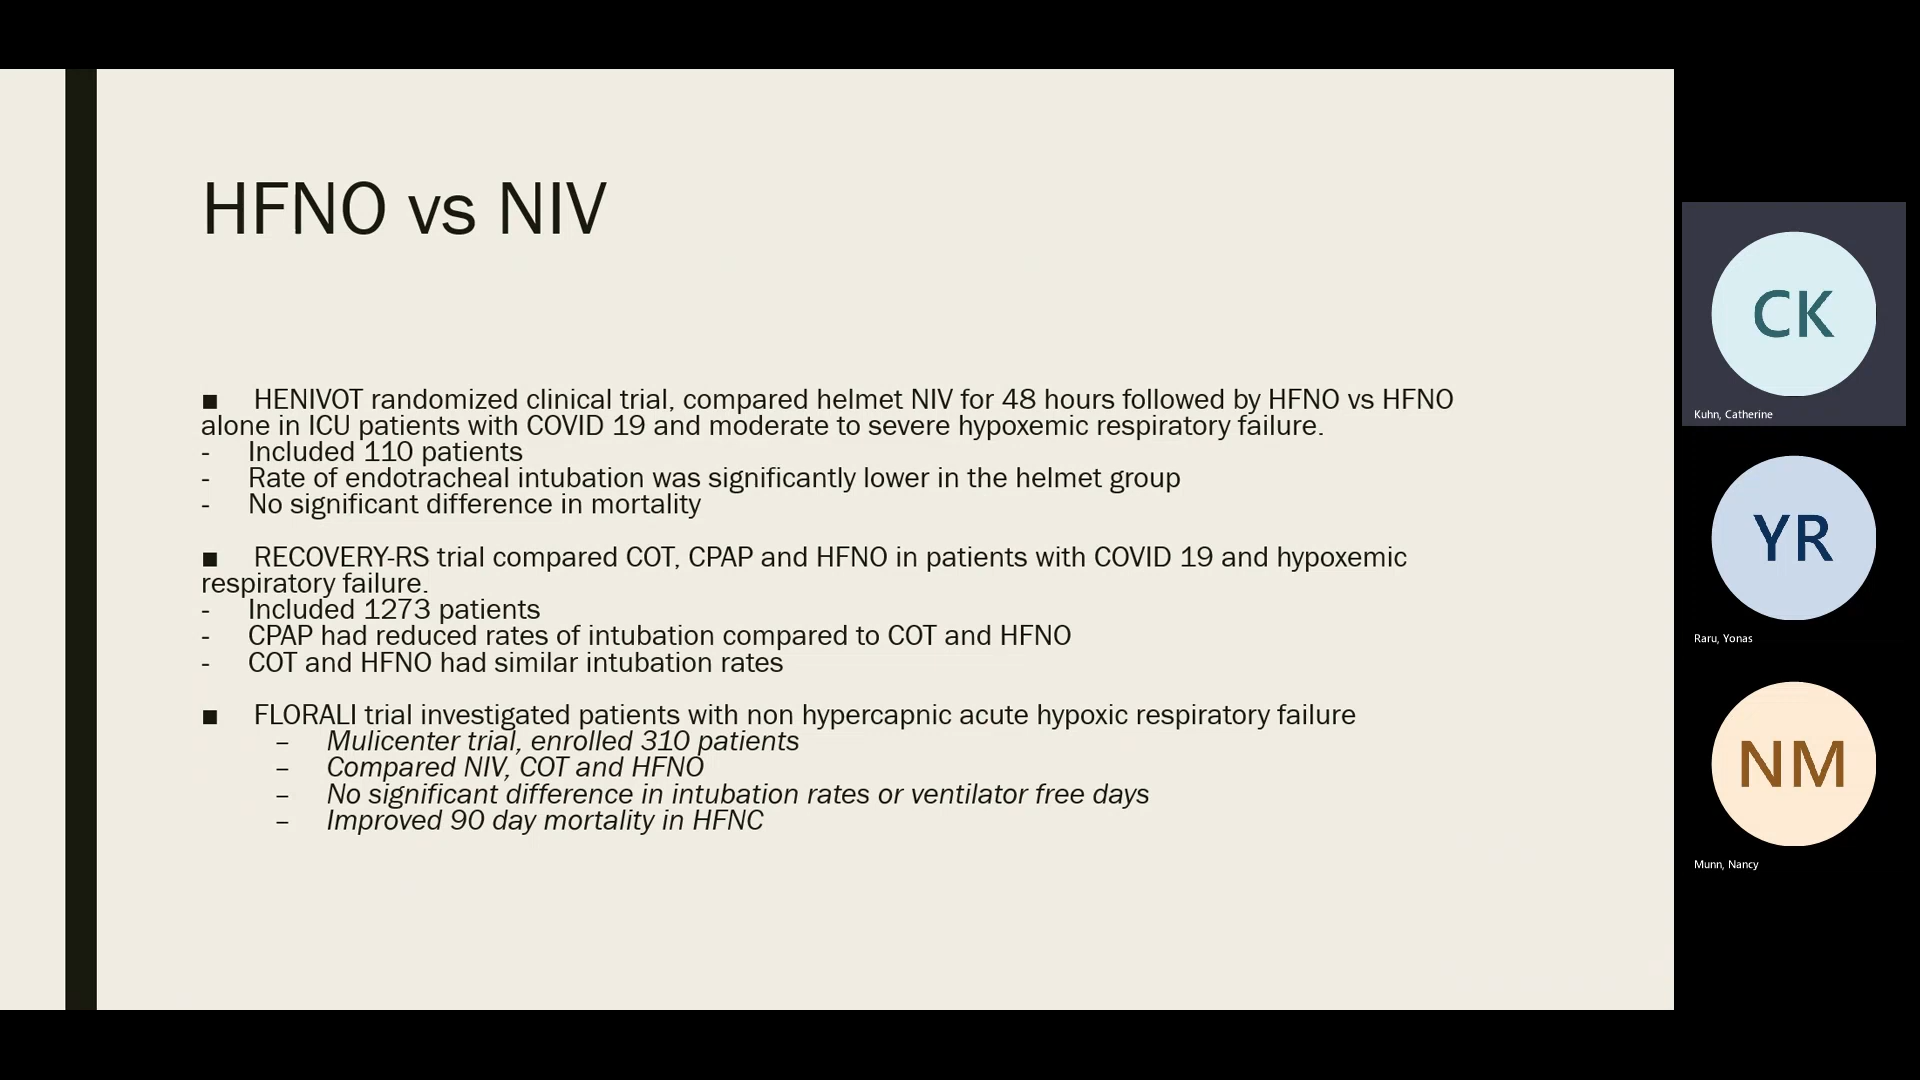 HFNO vs NIV
■ HENIVOT randomized clinical trial, compared helmet NIV for 48 hours followed by HFNO vs HFNO
alone in ICU patients with COVID 19 and moderate to severe hypoxemic respiratory failure.
- Included 110 patients
- Rate of endotracheal intubation was significantly lower in the helmet group
- No significant difference in mortality
■ RECOVERY-RS trial compared COT, CPAP and HFNO in patients with COVID 19 and hypoxemic
respiratory failure.
- Included 1273 patients
- CPAP had reduced rates of intubation compared to COT and HFNO
- COT and HFNO had similar intubation rates
■ FLORALI trial investigated patients with non hypercapnic acute hypoxic respiratory failure
– Mulicenter trial, enrolled 310 patients
– Compared NIV, COT and HFNO
– No significant difference in intubation rates or ventilator free days
– Improved 90 day mortality in HFNC
CK
Kuhn, Catherine
YR
Raru, Yonas
NM
Munn, Nancy